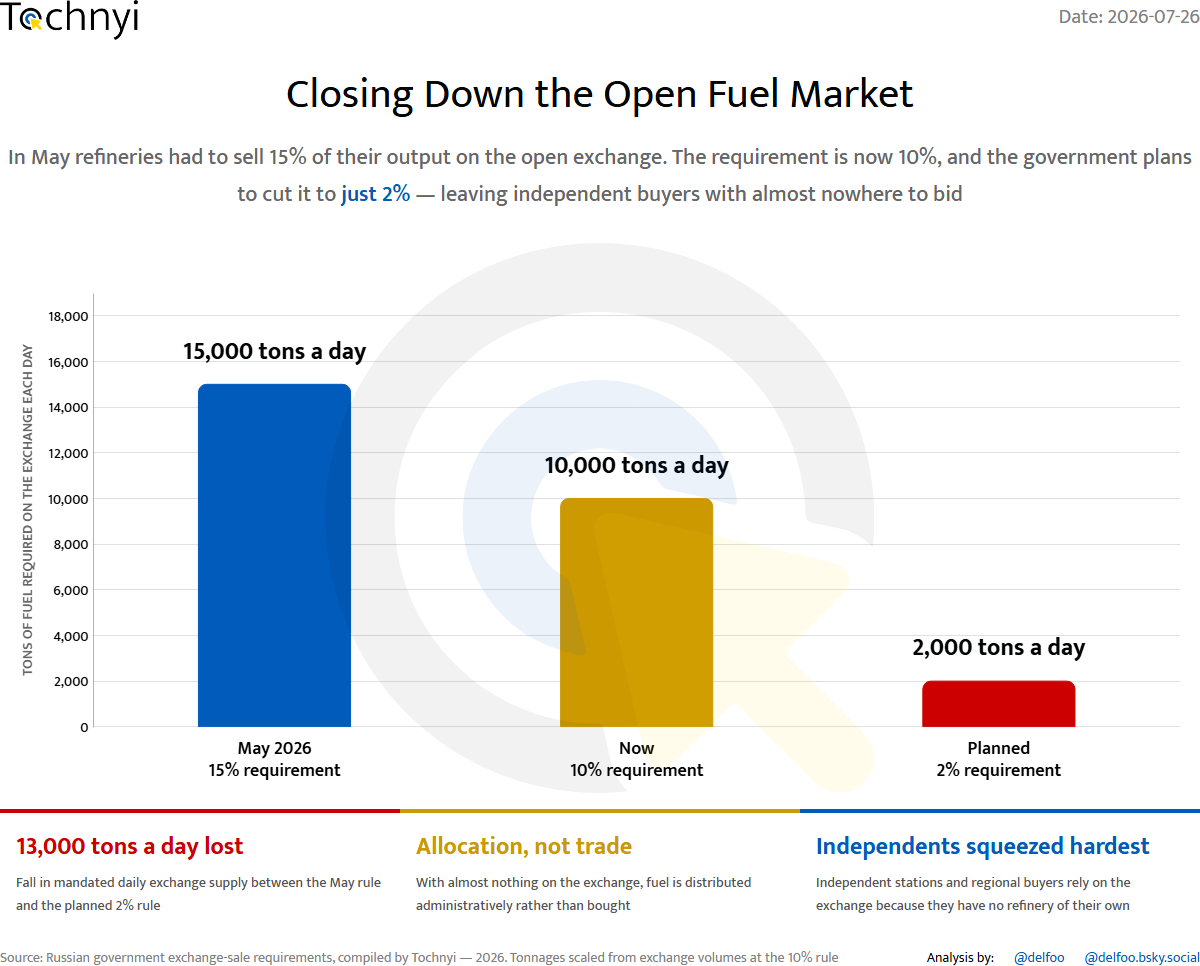 Tochnyi
Date: 2026-07-26
Closing Down the Open Fuel Market
In May refineries had to sell 15% of their output on the open exchange. The requirement is now 10%, and the government plans
to cut it to just 2% — leaving independent buyers with almost nowhere to bid
TONS OF FUEL REQUIRED ON THE EXCHANGE EACH DAY
18,000
16,000
14,000
12,000
10,000
8,000
6,000
4,000
2,000
0
15,000 tons a day
10,000 tons a day
2,000 tons a day
May 2026
15% requirement
Now
10% requirement
Planned
2% requirement
13,000 tons a day lost
Fall in mandated daily exchange supply between the May rule
and the planned 2% rule
Allocation, not trade
With almost nothing on the exchange, fuel is distributed
administratively rather than bought
Independents squeezed hardest
Independent stations and regional buyers rely on the
exchange because they have no refinery of their own
Source: Russian government exchange-sale requirements, compiled by Tochnyi — 2026. Tonnages scaled from exchange volumes at the 10% rule
Analysis by: @delfoo @delfoo.bsky.social